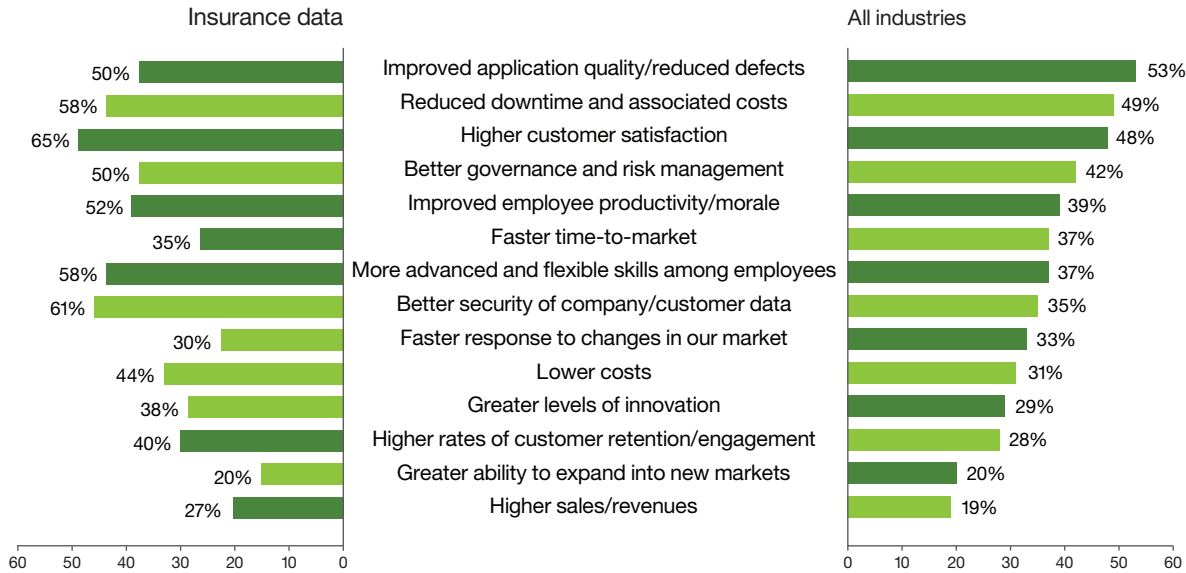 Insurance data
All industries
50% Improved application quality/reduced defects 53%
58% Reduced downtime and associated costs 49%
65% Higher customer satisfaction 48%
50% Better governance and risk management 42%
52% Improved employee productivity/morale 39%
35% Faster time-to-market 37%
58% More advanced and flexible skills among employees 37%
61% Better security of company/customer data 35%
30% Faster response to changes in our market 33%
44% Lower costs 31%
38% Greater levels of innovation 29%
40% Higher rates of customer retention/engagement 28%
20% Greater ability to expand into new markets 20%
27% Higher sales/revenues 19%
60 50 40 30 20 10 0
0 10 20 30 40 50 60